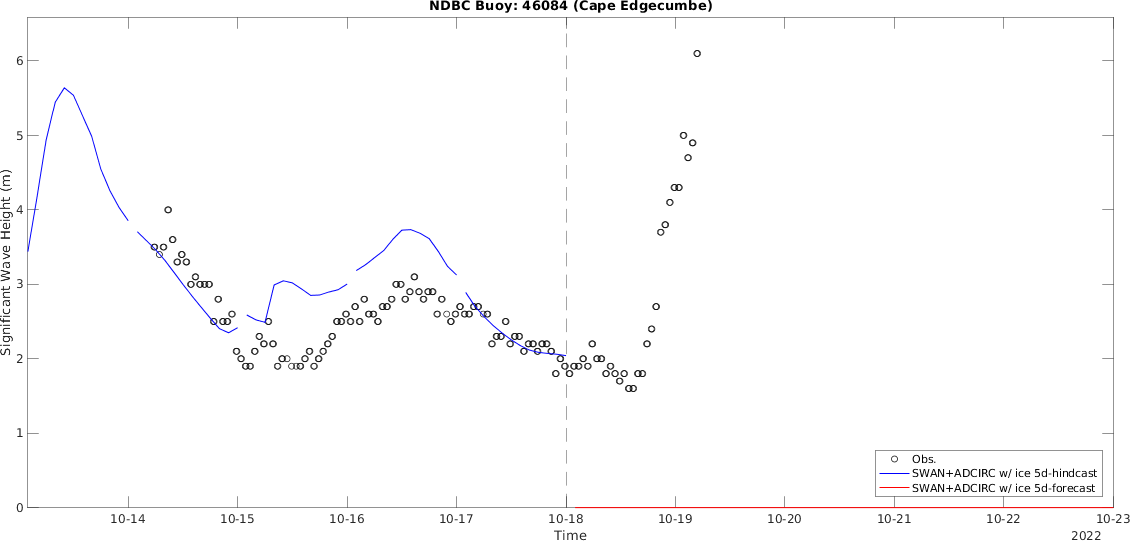 NDBC Buoy: 46084 (Cape Edgecumbe)
6
5
4
3
2
1
0
Significant Wave Height (m)
Obs.
SWAN+ADCIRC w/ ice 5d-hindcast
SWAN+ADCIRC w/ ice 5d-forecast
10-14 10-15 10-16 10-17 10-18 10-19 10-20 10-21 10-22 10-23
Time
2022